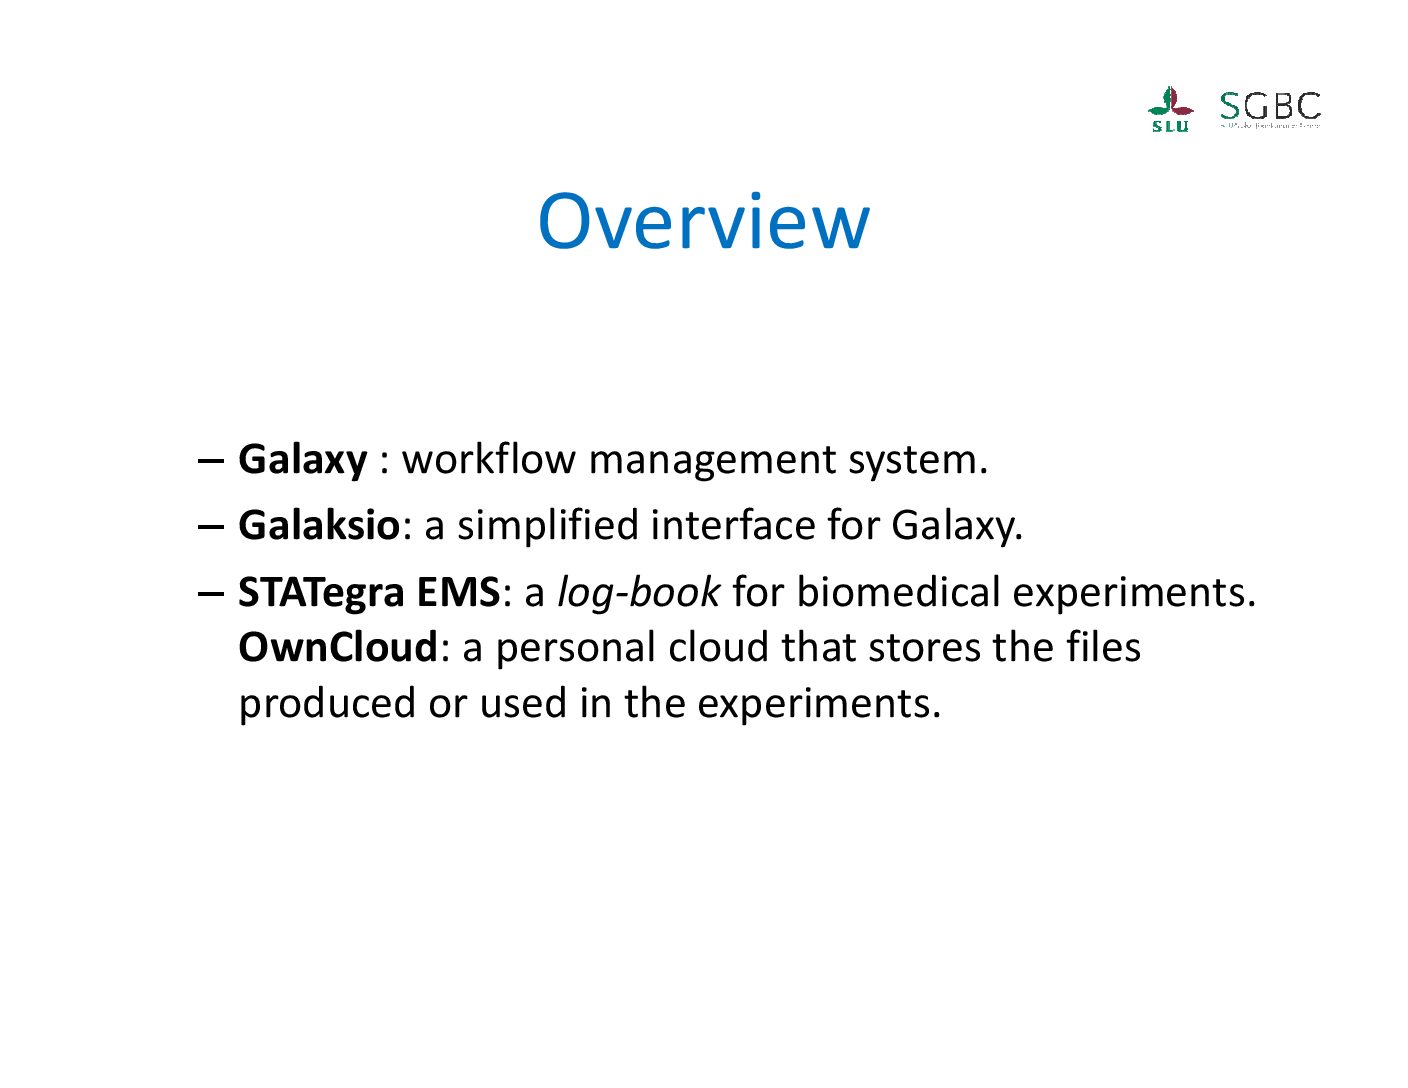 SLU
SGBC
Overview
– Galaxy : workflow management system.
– Galaksio: a simplified interface for Galaxy.
– STATegra EMS: a log-book for biomedical experiments.
OwnCloud: a personal cloud that stores the files
produced or used in the experiments.